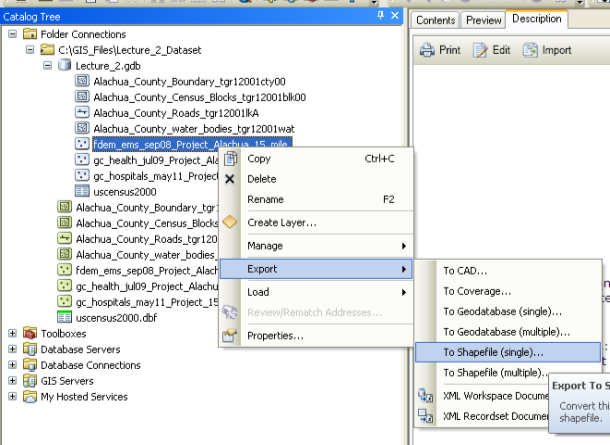 Catalog Tree
Contents Preview Description
Folder Connections
C:\GIS_Files\Lecture_2_Dataset
Print Edit Import
Lecture_2.gdb
Alachua_County_Boundary_tgr12001cty00
Alachua_County_Census_Blocks_tgr12001blk00
Alachua_County_Roads_tgr12001lkA
Alachua_County_water_bodies_tgr12001wat
fdem_ems_sep08_Project_Alachua_15_mile
gc_health_jul09_Project_Ala
gc_hospitals_may11_Project
uscensus2000
Alachua_County_Boundary_tgr
Alachua_County_Census_Blocks
Alachua_County_Roads_tgr120
Alachua_County_water_bodies_
fdem_ems_sep08_Project_Alach
gc_health_jul09_Project_Alach
gc_hospitals_may11_Project_15
uscensus2000.dbf
Toolboxes
Database Servers
Database Connections
GIS Servers
My Hosted Services
Copy Ctrl+C
Delete
Rename F2
Create Layer...
Manage
Export
Load
Review/Rematch Addresses...
Properties...
To CAD...
To Coverage...
To Geodatabase (single)...
To Geodatabase (multiple)...
To Shapefile (single)...
To Shapefile (multiple)...
XML Workspace Docume
XML Recordset Documen
Export To S
Convert thi
shapefile.